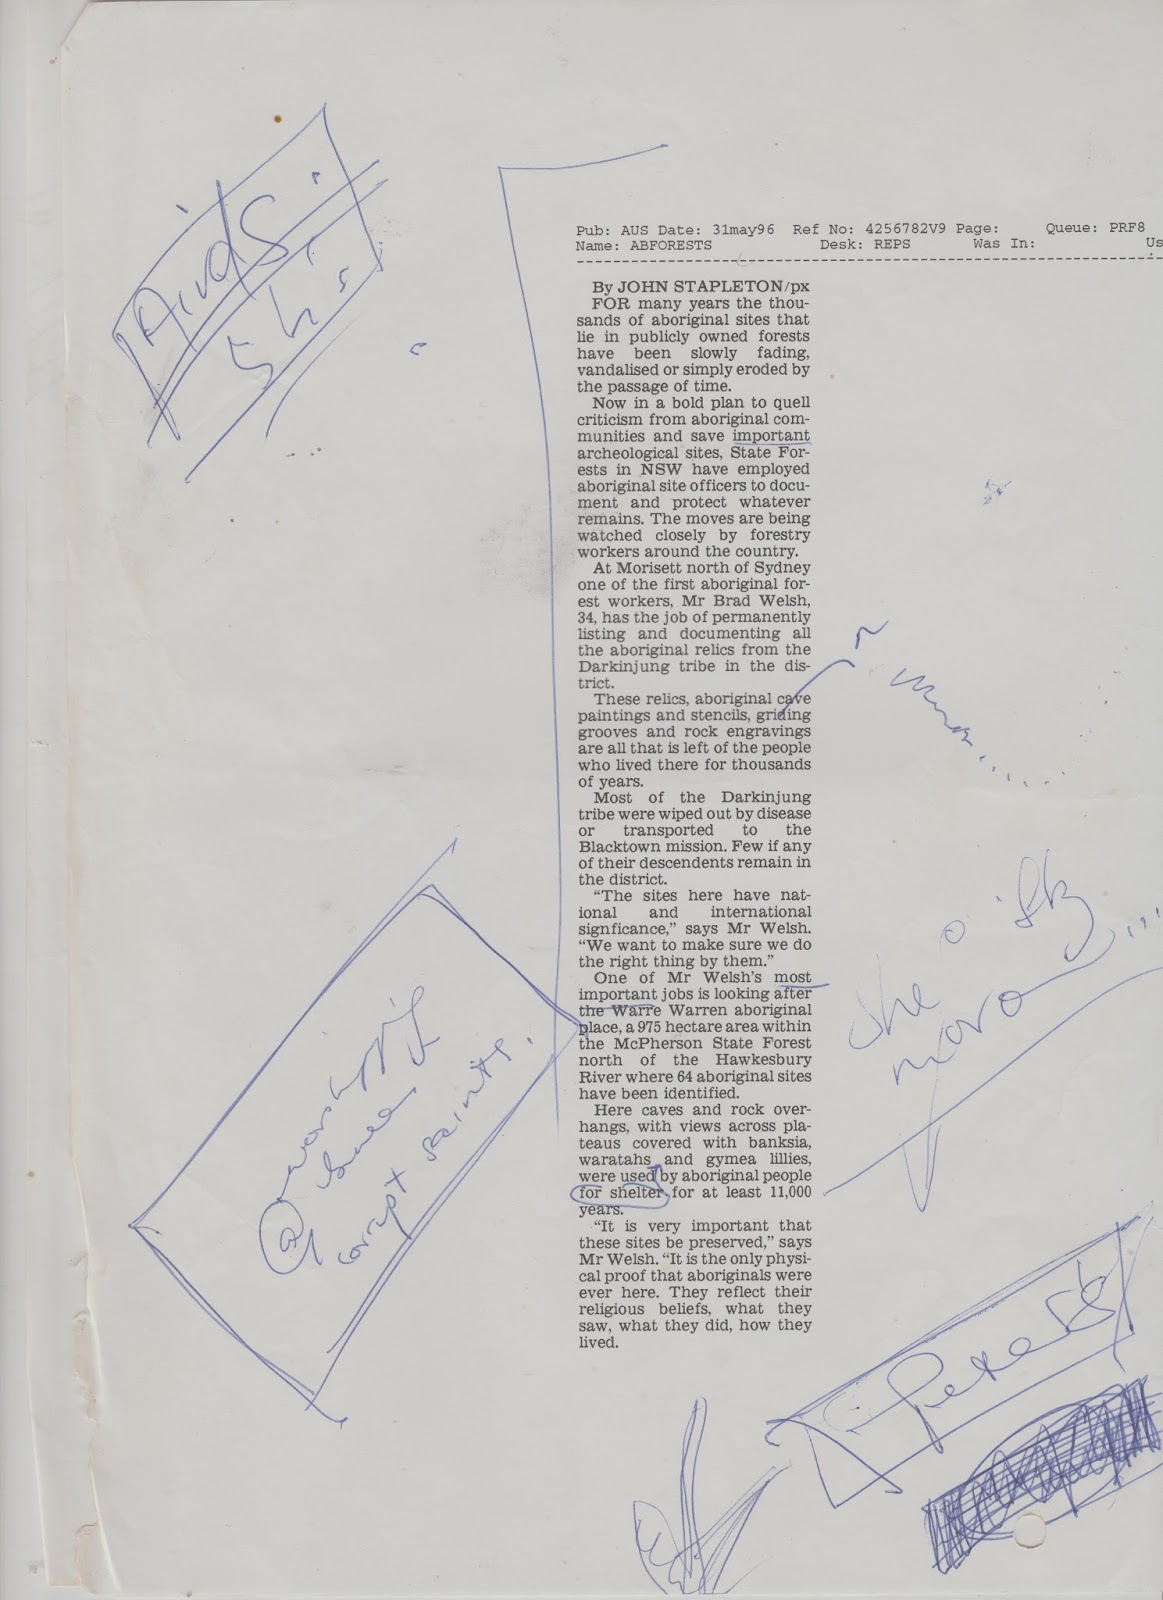 Pub: AUS Date: 31may96 Ref No: 4256782V9 Page: Queue: PRF8
Name: ABFORESTS Desk: REPS Was In: Us
By JOHN STAPLETON/px
FOR many years the thou-
sands of aboriginal sites that
lie in publicly owned forests
have been slowly fading,
vandalised or simply eroded by
the passage of time.
Now in a bold plan to quell
criticism from aboriginal com-
munities and save important
archeological sites, State For-
ests in NSW have employed
aboriginal site officers to docu-
ment and protect whatever
remains. The moves are being
watched closely by forestry
workers around the country.
At Morisett north of Sydney
one of the first aboriginal for-
est workers, Mr Brad Welsh,
34, has the job of permanently
listing and documenting all
the aboriginal relics from the
Darkinjung tribe in the dis-
trict.
These relics, aboriginal cave
paintings and stencils, griding
grooves and rock engravings
are all that is left of the people
who lived there for thousands
of years.
Most of the Darkinjung
tribe were wiped out by disease
or transported to the
Blacktown mission. Few if any
of their descendents remain in
the district.
“The sites here have nat-
ional and international
signficance,” says Mr Welsh.
“We want to make sure we do
the right thing by them.”
One of Mr Welsh’s most
important jobs is looking after
the Warre Warren aboriginal
place, a 975 hectare area within
the McPherson State Forest
north of the Hawkesbury
River where 64 aboriginal sites
have been identified.
Here caves and rock over-
hangs, with views across pla-
teaus covered with banksia,
waratahs and gymea lillies,
were used by aboriginal people
for shelter for at least 11,000
years.
“It is very important that
these sites be preserved,” says
Mr Welsh. “It is the only physi-
cal proof that aboriginals were
ever here. They reflect their
religious beliefs, what they
saw, what they did, how they
lived.
corrupt saints.